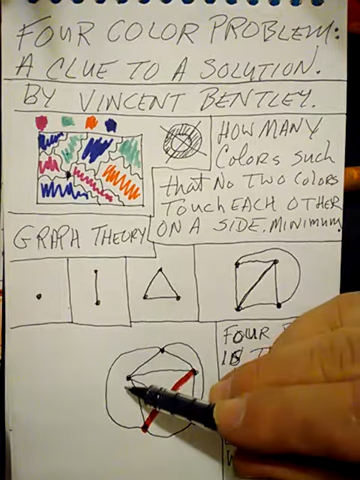 FOUR COLOR PROBLEM:
A CLUE TO A SOLUTION.
BY VINCENT BENTLEY.
HOW MANY
Colors such
that No Two Colors
Touch EACH OTHER
ON A SIDE. Minimum
GRAPH THEORY
FOUR